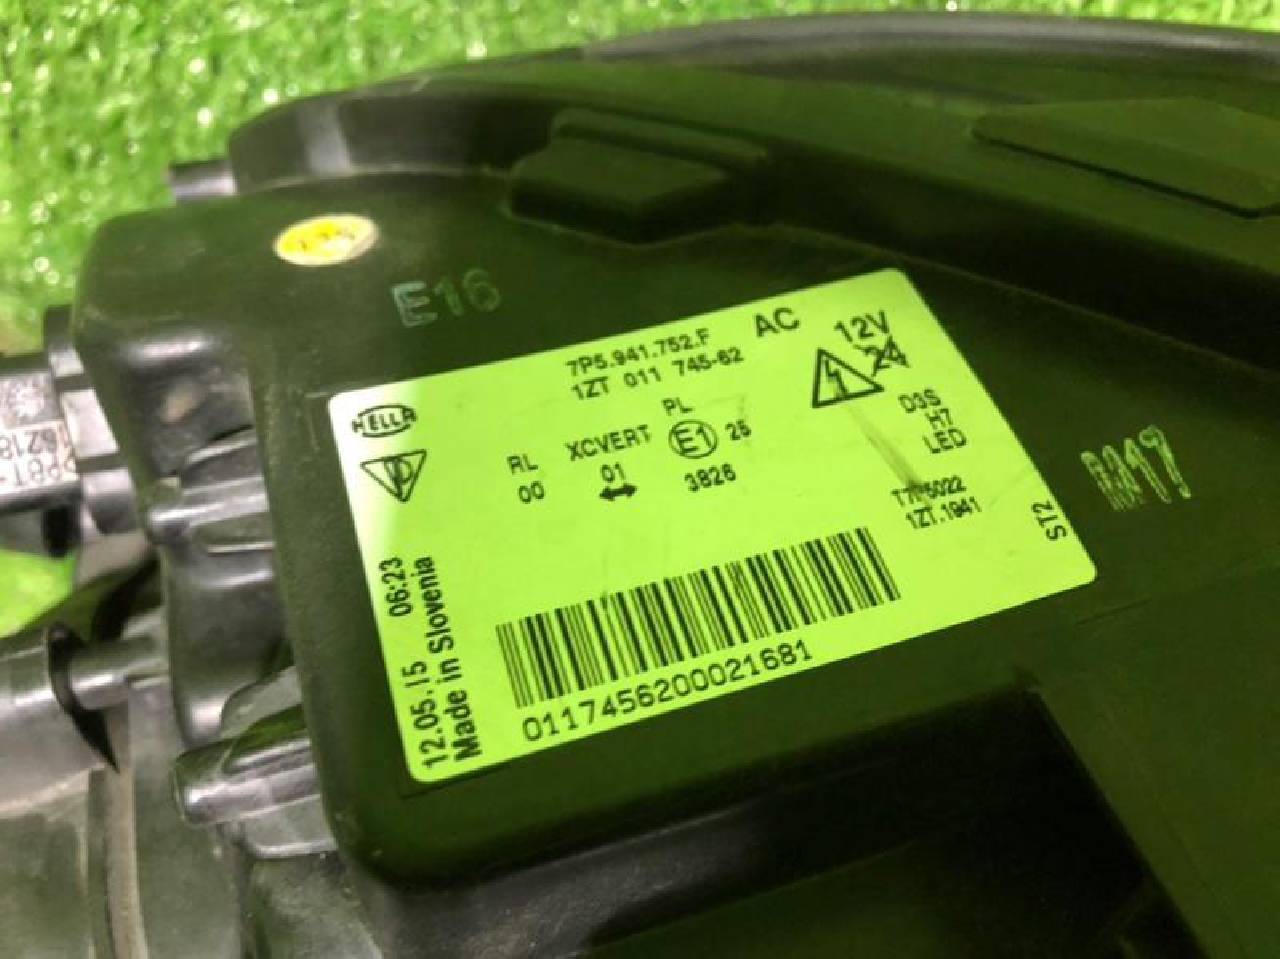 E16
7P5.941.752.F
1ZT 011 745-62
AC
12V
HELLA
RL
00
XCVERT
01
PL
E1 25
3826
D3S
H7
LED
1ZT.1941
ST2
12.05.15 06:23
Made in Slovenia
0117456200021681